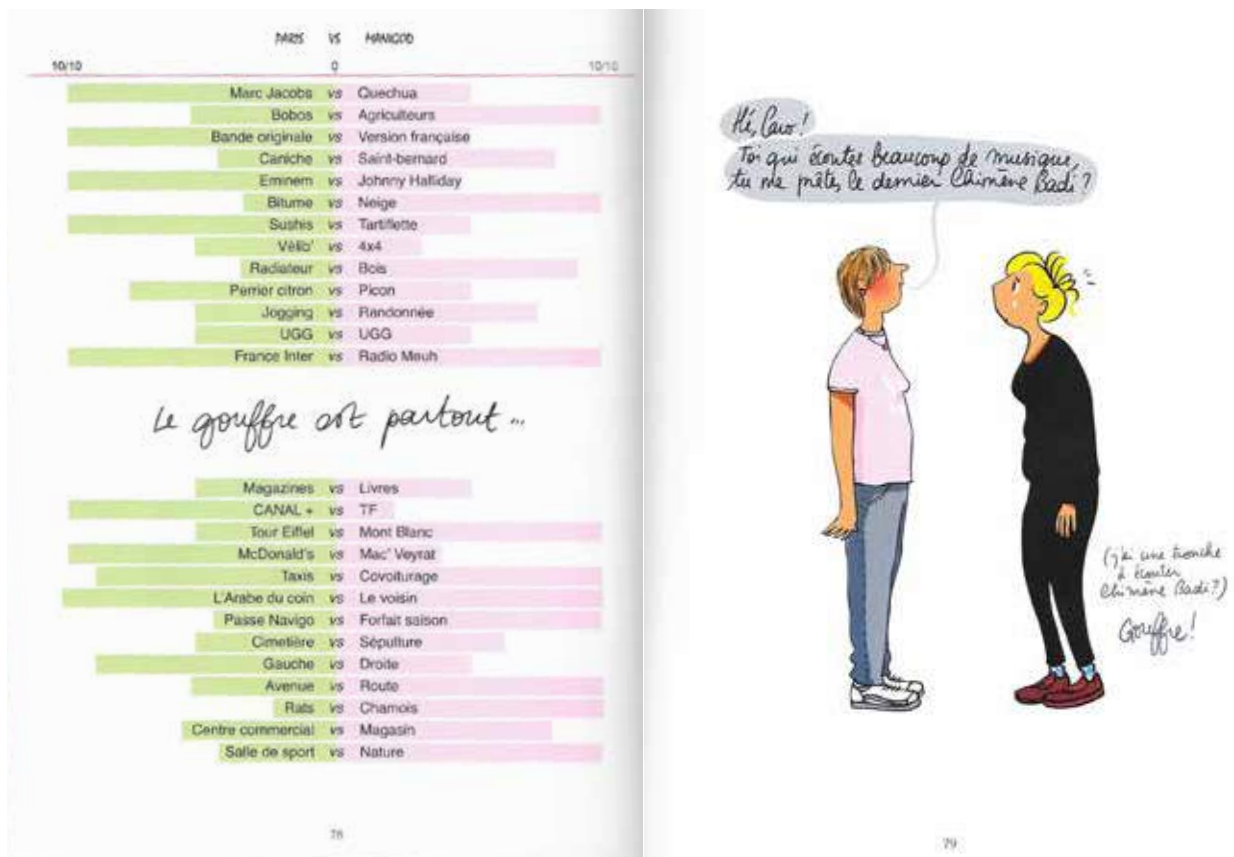 PARIS VS MANIGOD
10/10 0 10/10
Marc Jacobs vs Quechua
Bobos vs Agriculteurs
Bande originale vs Version française
Caniche vs Saint-bernard
Eminem vs Johnny Halliday
Bitume vs Neige
Sushis vs Tartiflette
Vélib' vs 4x4
Radiateur vs Bois
Perrier citron vs Picon
Jogging vs Randonnée
UGG vs UGG
France Inter vs Radio Meuh
Le gouffre est partout...
Magazines vs Livres
CANAL + vs TF
Tour Eiffel vs Mont Blanc
McDonald's vs Mac' Veyrat
Taxis vs Covoiturage
L'Arabe du coin vs Le voisin
Passe Navigo vs Forfait saison
Cimetière vs Sépulture
Gauche vs Droite
Avenue vs Route
Rats vs Chamois
Centre commercial vs Magasin
Salle de sport vs Nature
78
Hé, Caro!
Toi qui écoutes beaucoup de musique,
tu me prêtes le dernier Chimène Badi?
(j'ai une tronche
à écouter
Chimène Badi?)
Gouffre!
79